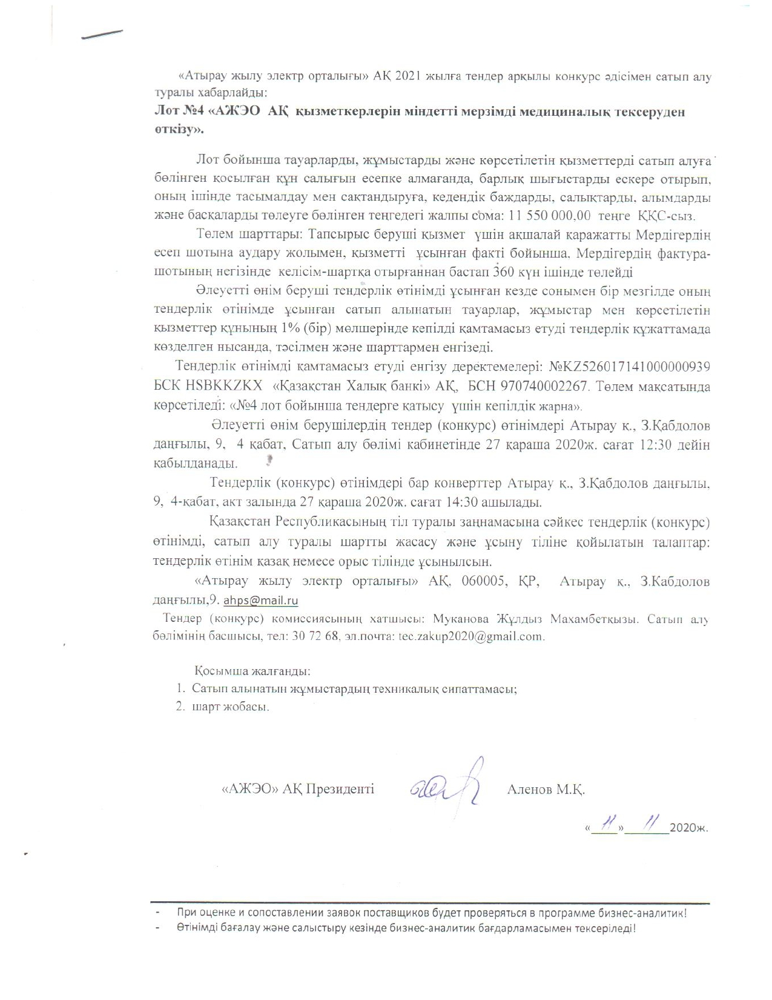 «Атырау жылу электр орталығы» АҚ 2021 жылға тендер арқылы конкурс әдісімен сатып алу
туралы хабарлайды:
Лот №4 «АЖЭО АҚ қызметкерлерін міндетті мерзімді медициналық тексеруден
өткізу».
Лот бойынша тауарларды, жұмыстарды және көрсетілетін қызметтерді сатып алуға
бөлінген қосылған құн салығын есепке алмағанда, барлық шығыстарды ескере отырып,
оның ішінде тасымалдау мен сақтандыруға, кедендік баждарды, салықтарды, алымдарды
және басқаларды төлеуге бөлінген теңгедегі жалпы сома: 11 550 000,00 теңге ҚҚС-сыз.
Төлем шарттары: Тапсырыс беруші қызмет үшін ақшалай қаражатты Мердігердің
есеп шотына аудару жолымен, қызметті ұсынған факті бойынша, Мердігердің фактура-
шотының негізінде келісім-шартқа отырғаннан бастап 360 күн ішінде төлейді
Әлеуетті өнім беруші тендерлік өтінімді ұсынған кезде сонымен бір мезгілде оның
тендерлік өтінімде ұсынған сатып алынатын тауарлар, жұмыстар мен көрсетілетін
қызметтер құнының 1% (бір) мөлшерінде кепілді қамтамасыз етуді тендерлік құжаттамада
көзделген нысанда, тәсілмен және шарттармен енгізеді.
Тендерлік өтінімді қамтамасыз етуді енгізу деректемелері: №KZ526017141000000939
БСК HSBKKZKX «Қазақстан Халық банкі» АҚ, БСН 970740002267. Төлем мақсатында
көрсетіледі: «№4 лот бойынша тендерге қатысу үшін кепілдік жарна».
Әлеуетті өнім берушілердің тендер (конкурс) өтінімдері Атырау қ., З.Қабдолов
даңғылы, 9, 4 қабат, Сатып алу бөлімі кабинетінде 27 қараша 2020ж. сағат 12:30 дейін
қабылданады.
Тендерлік (конкурс) өтінімдері бар конверттер Атырау қ., З.Қабдолов даңғылы,
9, 4-қабат, акт залында 27 қараша 2020ж. сағат 14:30 ашылады.
Қазақстан Республикасының тіл туралы заңнамасына сәйкес тендерлік (конкурс)
өтінімді, сатып алу туралы шартты жасасу және ұсыну тіліне қойылатын талаптар:
тендерлік өтінім қазақ немесе орыс тілінде ұсынылсын.
«Атырау жылу электр орталығы» АҚ, 060005, ҚР, Атырау қ., З.Кабдолов
даңғылы,9. ahps@mail.ru
Тендер (конкурс) комиссиясының хатшысы: Муканова Жұлдыз Махамбетқызы. Сатып алу
бөлімінің басшысы, тел: 30 72 68, эл.почта: tec.zakup2020@gmail.com.
Қосымша жалғанды:
1. Сатып алынатын жұмыстардың техникалық сипаттамасы;
2. шарт жобасы.
«АЖЭО» АҚ Президенті Аленов М.Қ.
«11» 11 2020ж.
- При оценке и сопоставлении заявок поставщиков будет проверяться в программе бизнес-аналитик!
- Өтінімді бағалау және салыстыру кезінде бизнес-аналитик бағдарламасымен тексеріледі!